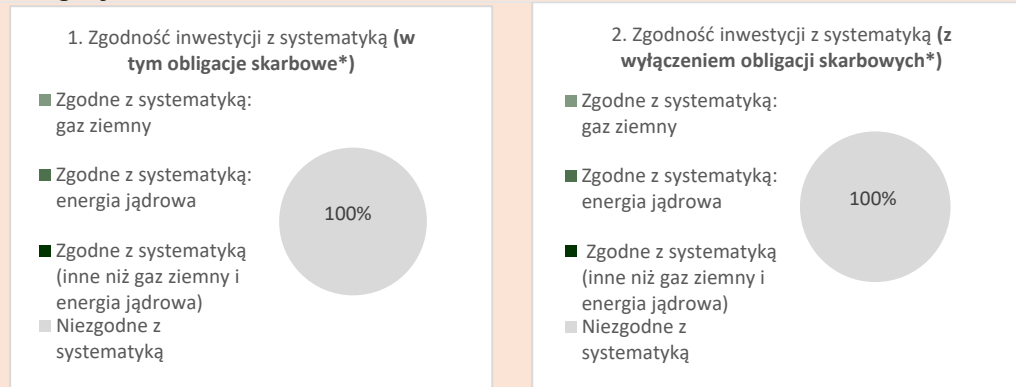 1. Zgodność inwestycji z systematyką (w
tym obligacje skarbowe*)
Zgodne z systematyką:
gaz ziemny
Zgodne z systematyką:
energia jądrowa
Zgodne z systematyką
(inne niż gaz ziemny i
energia jądrowa)
Niezgodne z
systematyką
100%
2. Zgodność inwestycji z systematyką (z
wyłączeniem obligacji skarbowych*)
Zgodne z systematyką:
gaz ziemny
Zgodne z systematyką:
energia jądrowa
Zgodne z systematyką
(inne niż gaz ziemny i
energia jądrowa)
Niezgodne z
systematyką
100%